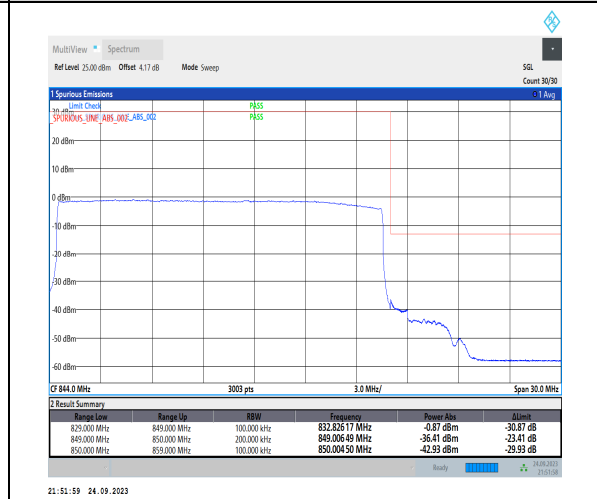 MultiView Spectrum
Ref Level 25.00 dBm Offset 4.17 dB Mode Sweep SGL
Count 30/30
1 Spurious Emissions 1 Avg
Limit Check PASS
SPURIOUS_LINE_ABS_002 PASS
20 dBm
10 dBm
0 dBm
-10 dBm
-20 dBm
-30 dBm
-40 dBm
-50 dBm
-60 dBm
CF 844.0 MHz 3003 pts 3.0 MHz/ Span 30.0 MHz
2 Result Summary
Range Low Range Up RBW Frequency Power Abs ΔLimit
829.000 MHz 849.000 MHz 100.000 kHz 832.82617 MHz -0.87 dBm -30.87 dB
849.000 MHz 850.000 MHz 200.000 kHz 849.00649 MHz -36.41 dBm -23.41 dB
850.000 MHz 859.000 MHz 100.000 kHz 850.00450 MHz -42.93 dBm -29.93 dB
Ready 24.09.2023
21:51:58
21:51:59 24.09.2023